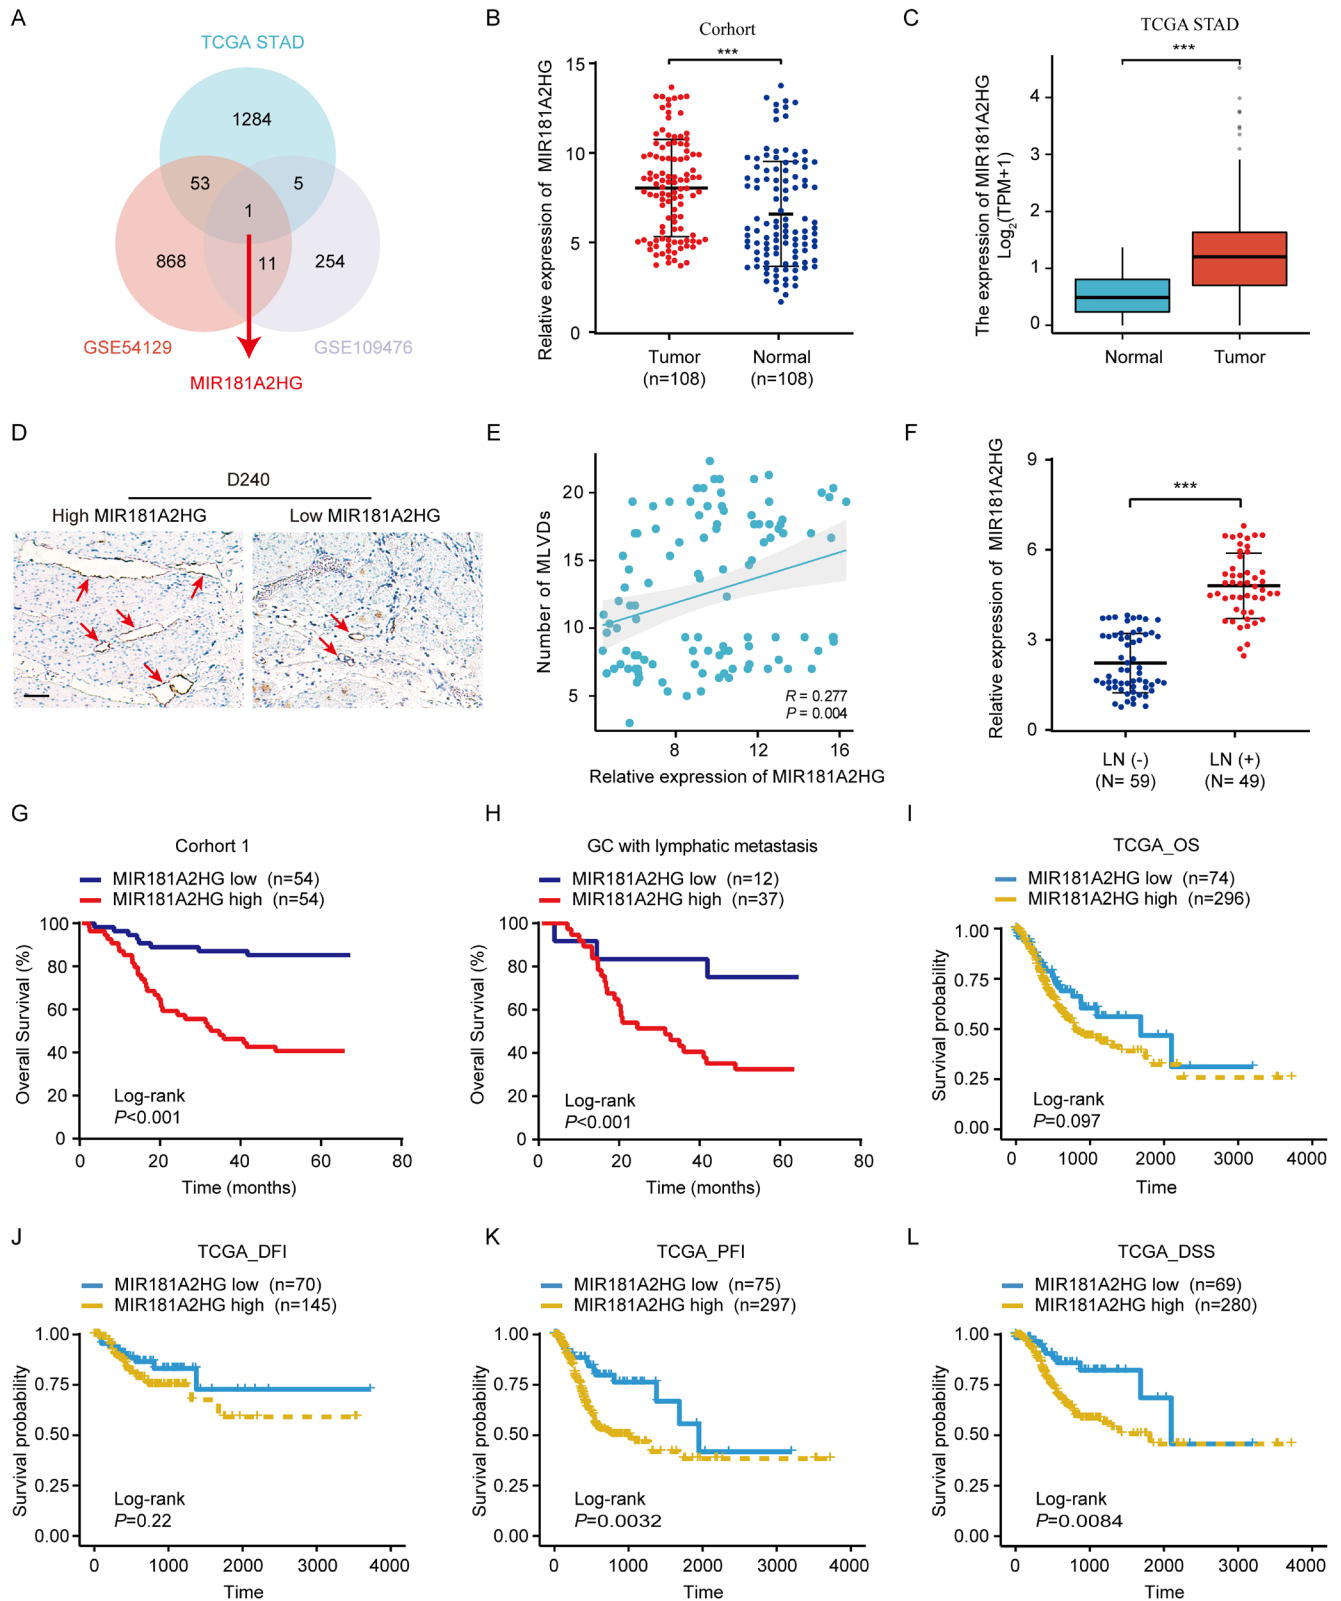 A
TCGA STAD
1284
53
5
1
868
11
254
GSE54129
GSE109476
MIR181A2HG
B
Corhort
***
Relative expression of MIR181A2HG
15
10
5
0
Tumor
(n=108)
Normal
(n=108)
C
TCGA STAD
***
The expression of MIR181A2HG
Log2(TPM+1)
4
3
2
1
0
Normal
Tumor
D
D240
High MIR181A2HG
Low MIR181A2HG
E
Number of MLVDs
20
15
10
5
R = 0.277
P = 0.004
8
12
16
Relative expression of MIR181A2HG
F
Relative expression of MIR181A2HG
9
6
3
0
***
LN (-)
(N= 59)
LN (+)
(N= 49)
G
Corhort 1
MIR181A2HG low (n=54)
MIR181A2HG high (n=54)
Overall Survival (%)
100
80
60
40
20
0
Log-rank
P<0.001
0
20
40
60
80
Time (months)
H
GC with lymphatic metastasis
MIR181A2HG low (n=12)
MIR181A2HG high (n=37)
Overall Survival (%)
100
80
60
40
20
0
Log-rank
P<0.001
0
20
40
60
80
Time (months)
I
TCGA_OS
MIR181A2HG low (n=74)
MIR181A2HG high (n=296)
Survival probability
1.00
0.75
0.50
0.25
0.00
Log-rank
P=0.097
0
1000
2000
3000
4000
Time
J
TCGA_DFI
MIR181A2HG low (n=70)
MIR181A2HG high (n=145)
Survival probability
1.00
0.75
0.50
0.25
0.00
Log-rank
P=0.22
0
1000
2000
3000
4000
Time
K
TCGA_PFI
MIR181A2HG low (n=75)
MIR181A2HG high (n=297)
Survival probability
1.00
0.75
0.50
0.25
0.00
Log-rank
P=0.0032
0
1000
2000
3000
4000
Time
L
TCGA_DSS
MIR181A2HG low (n=69)
MIR181A2HG high (n=280)
Survival probability
1.00
0.75
0.50
0.25
0.00
Log-rank
P=0.0084
0
1000
2000
3000
4000
Time